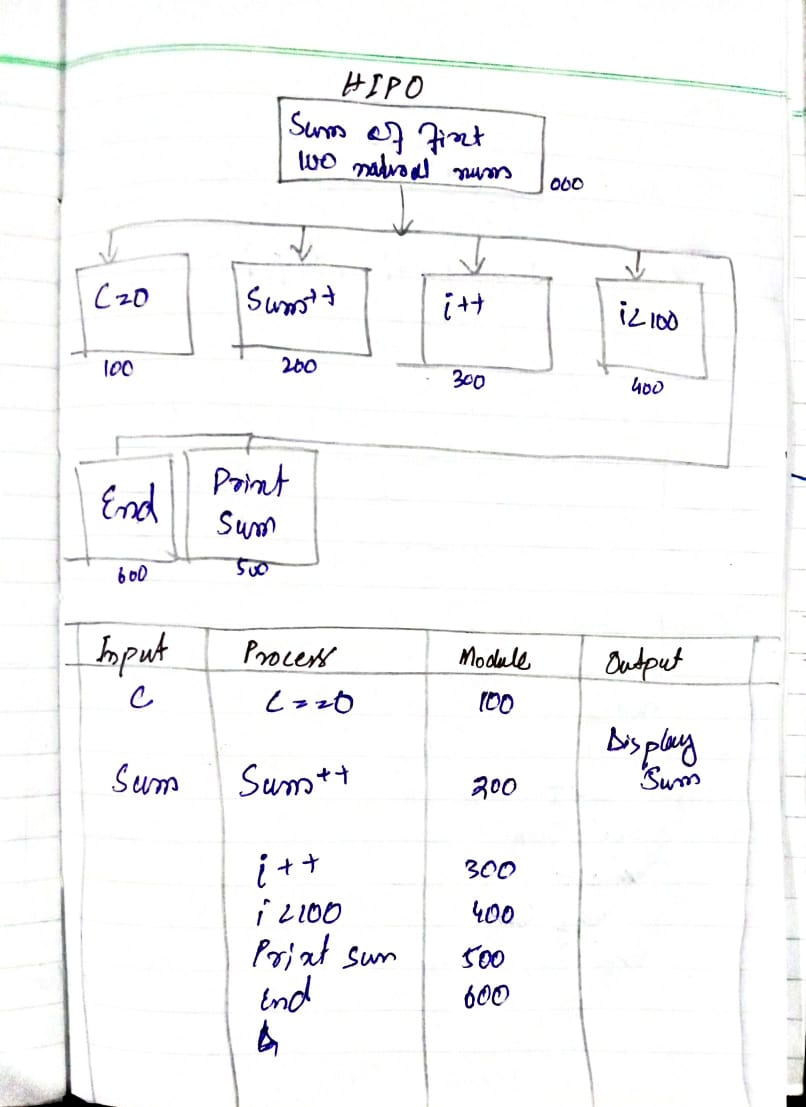 HIPO
Sum of First
100 natural nums
000
C=0
Sum++
i++
i<100
100
200
300
400
End
Print
Sum
600
500
Input Process Module Output
C C==0 100
Display
Sum Sum++ 200 Sum
i++ 300
i<100 400
Print sum 500
End 600